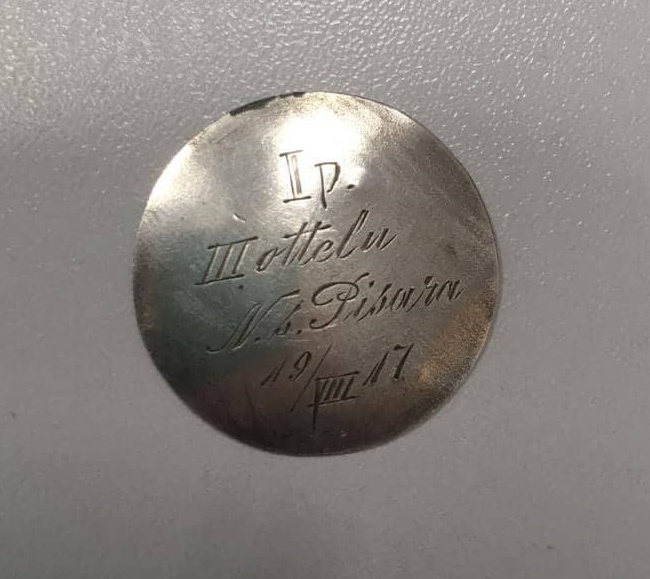 II p.
III ottelu
N. s. Pisara
19/VIII 17.